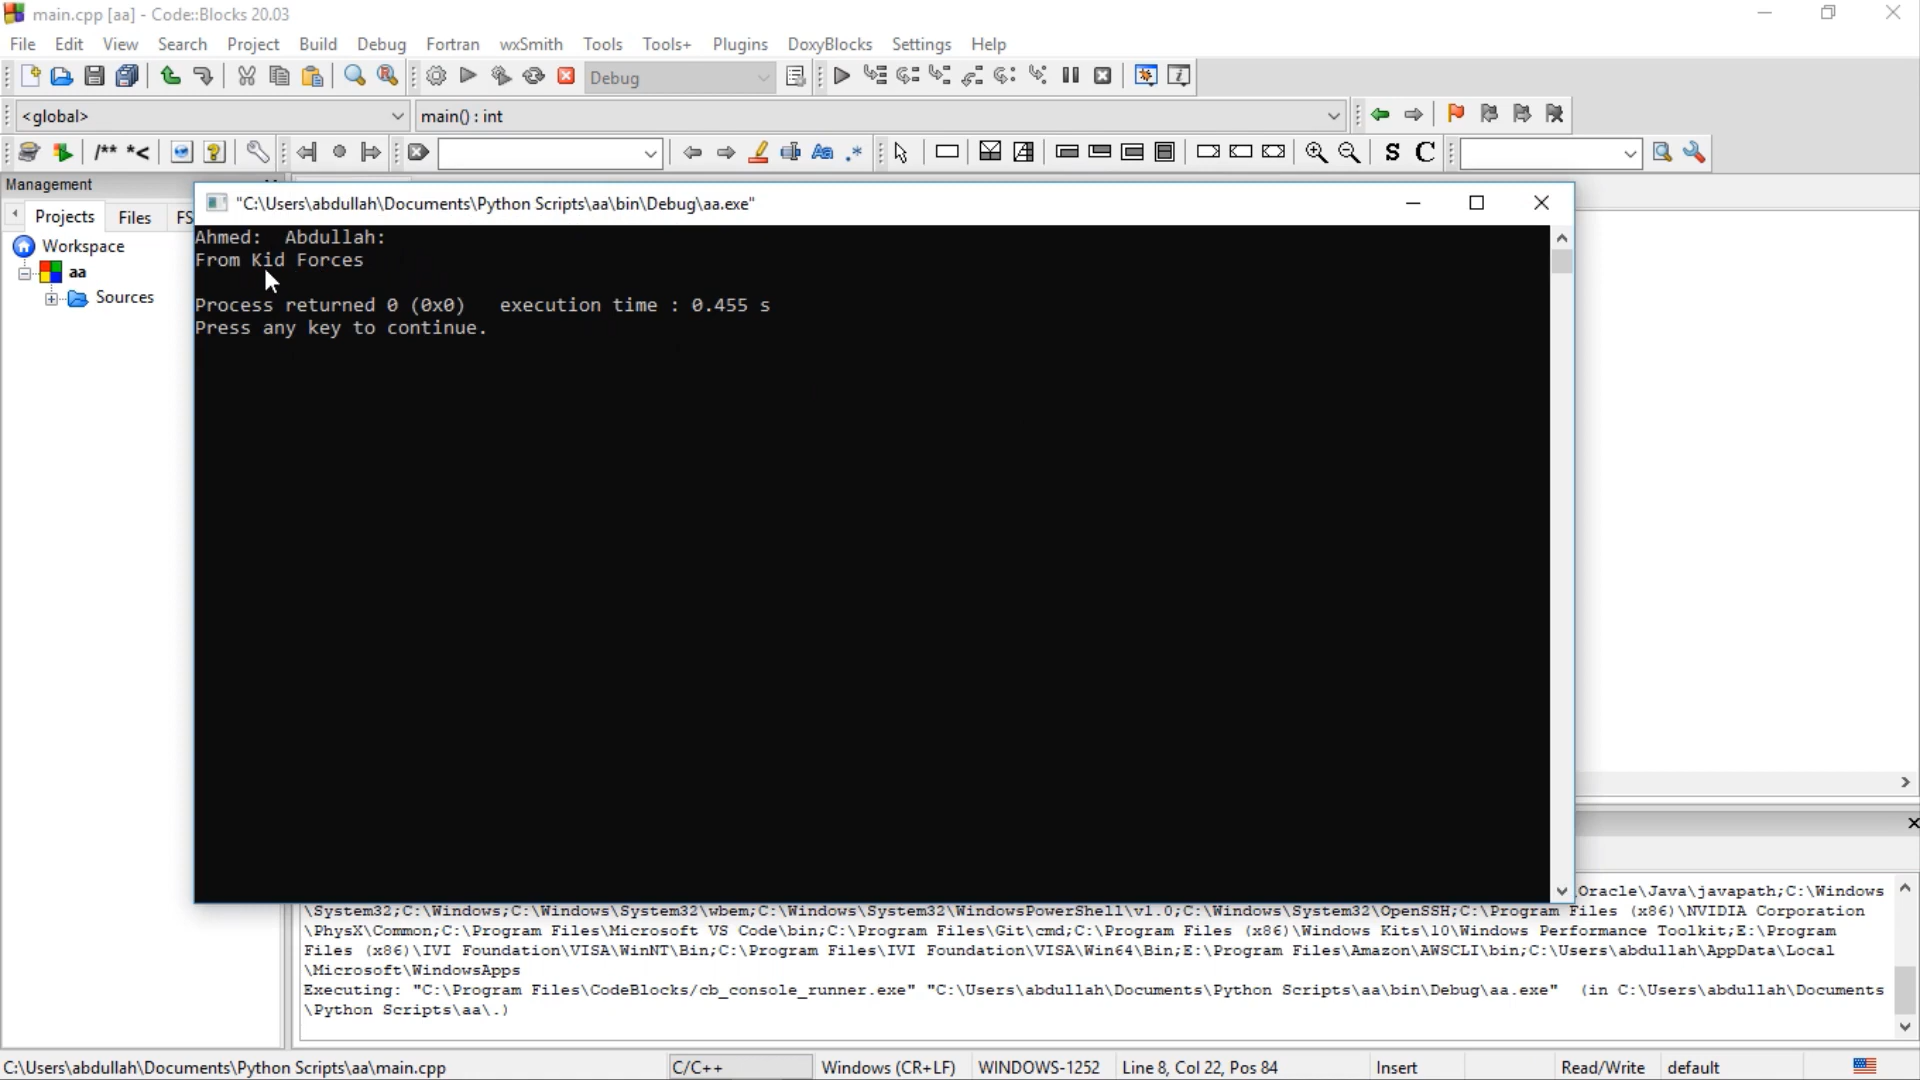 main.cpp [aa] - Code::Blocks 20.03
File Edit View Search Project Build Debug Fortran wxSmith Tools Tools+ Plugins DoxyBlocks Settings Help
Debug
<global> main() : int
/** *< Aa .* S C
Management
"C:\Users\abdullah\Documents\Python Scripts\aa\bin\Debug\aa.exe"
Projects Files FS
Workspace
aa
Sources
Ahmed:  Abdullah:
From Kid Forces
Process returned 0 (0x0)   execution time : 0.455 s
Press any key to continue.
Oracle\Java\javapath;C:\Windows
\System32;C:\Windows;C:\Windows\System32\wbem;C:\Windows\System32\WindowsPowerShell\v1.0;C:\Windows\System32\OpenSSH;C:\Program Files (x86)\NVIDIA Corporation
\PhysX\Common;C:\Program Files\Microsoft VS Code\bin;C:\Program Files\Git\cmd;C:\Program Files (x86)\Windows Kits\10\Windows Performance Toolkit;E:\Program
Files (x86)\IVI Foundation\VISA\WinNT\Bin;C:\Program Files\IVI Foundation\VISA\Win64\Bin;E:\Program Files\Amazon\AWSCLI\bin;C:\Users\abdullah\AppData\Local
\Microsoft\WindowsApps
Executing: "C:\Program Files\CodeBlocks/cb_console_runner.exe" "C:\Users\abdullah\Documents\Python Scripts\aa\bin\Debug\aa.exe"  (in C:\Users\abdullah\Documents
\Python Scripts\aa\.)
C:\Users\abdullah\Documents\Python Scripts\aa\main.cpp C/C++ Windows (CR+LF) WINDOWS-1252 Line 8, Col 22, Pos 84 Insert Read/Write default